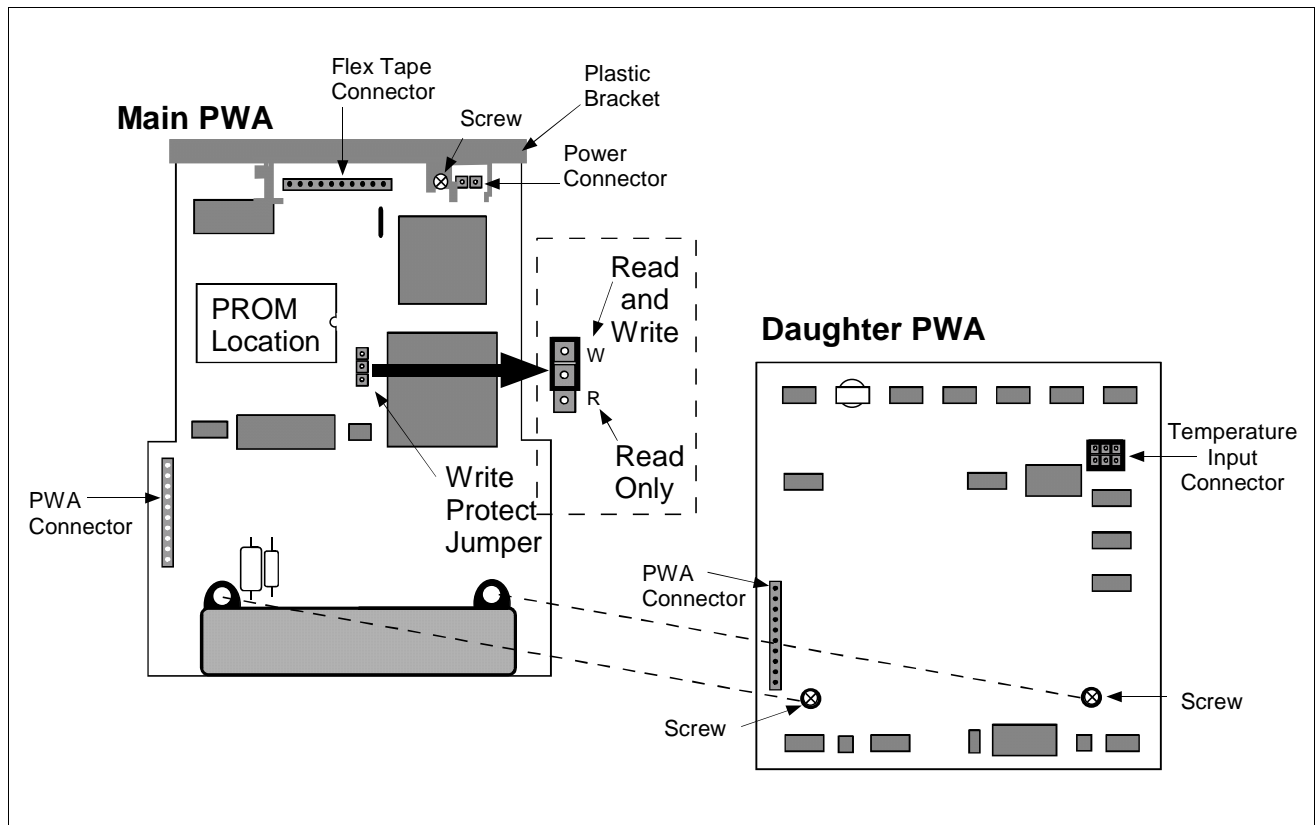 Flex Tape
Connector
Plastic
Bracket
Main PWA
Screw
Power
Connector
Read
and
Write
PROM
Location
W
R
Daughter PWA
Read
Only
Write
Protect
Jumper
PWA
Connector
Temperature
Input
Connector
PWA
Connector
Screw
Screw